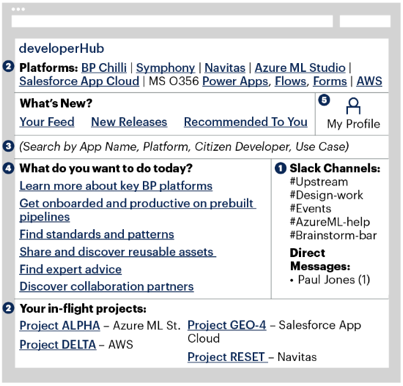 developerHub
2 Platforms: BP Chilli | Symphony | Navitas | Azure ML Studio |
Salesforce App Cloud | MS O356 Power Apps, Flows, Forms | AWS
What's New?
Your Feed New Releases Recommended To You
5
My Profile
3 (Search by App Name, Platform, Citizen Developer, Use Case)
4 What do you want to do today?
Learn more about key BP platforms
Get onboarded and productive on prebuilt
pipelines
Find standards and patterns
Share and discover reusable assets
Find expert advice
Discover collaboration partners
1 Slack Channels:
#Upstream
#Design-work
#Events
#AzureML-help
#Brainstorm-bar
Direct
Messages:
• Paul Jones (1)
2 Your in-flight projects:
Project ALPHA – Azure ML St.
Project DELTA – AWS
Project GEO-4 – Salesforce App
Cloud
Project RESET – Navitas